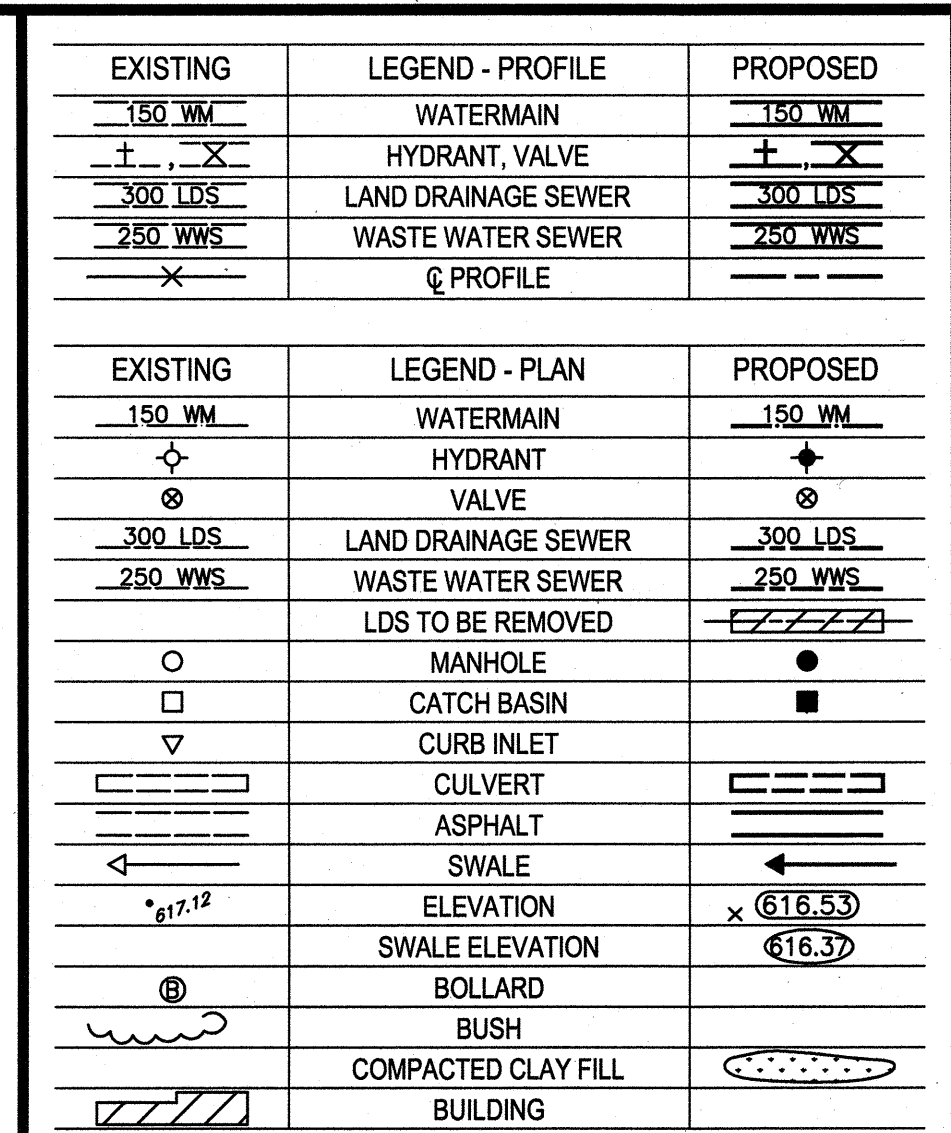 EXISTING LEGEND - PROFILE PROPOSED
150 WM WATERMAIN 150 WM
HYDRANT, VALVE
300 LDS LAND DRAINAGE SEWER 300 LDS
250 WWS WASTE WATER SEWER 250 WWS
℄ PROFILE
EXISTING LEGEND - PLAN PROPOSED
150 WM WATERMAIN 150 WM
HYDRANT
VALVE
300 LDS LAND DRAINAGE SEWER 300 LDS
250 WWS WASTE WATER SEWER 250 WWS
LDS TO BE REMOVED
MANHOLE
CATCH BASIN
CURB INLET
CULVERT
ASPHALT
SWALE
617.12 ELEVATION × 616.53
SWALE ELEVATION 616.37
B BOLLARD
BUSH
COMPACTED CLAY FILL
BUILDING